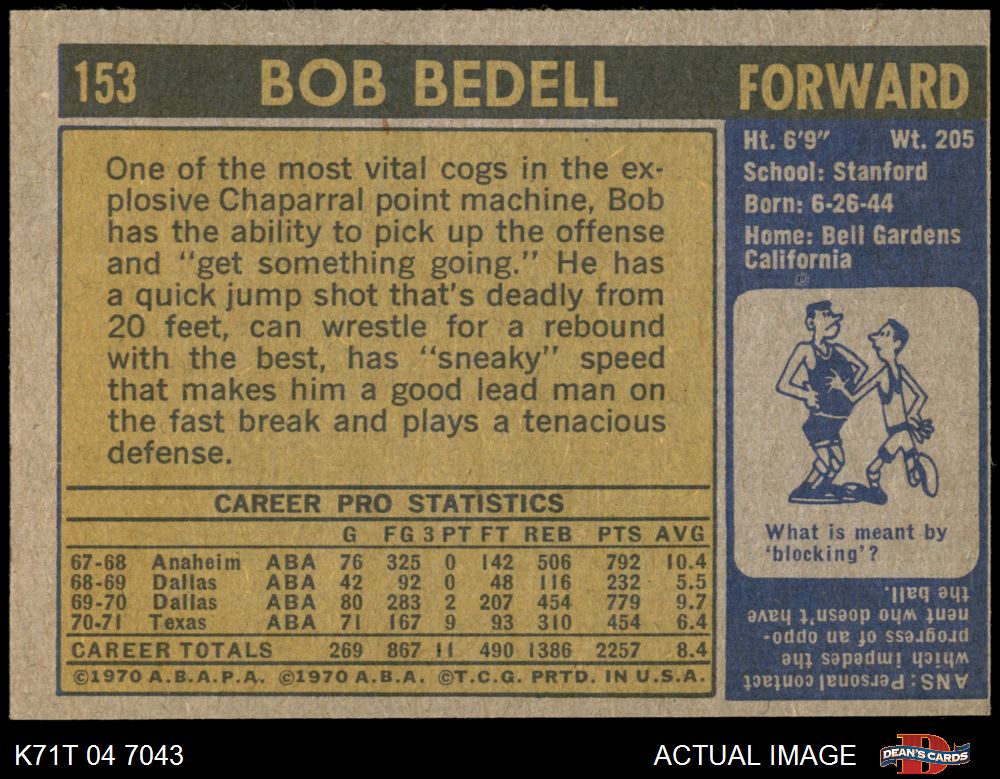 153 BOB BEDELL FORWARD
One of the most vital cogs in the ex-
plosive Chaparral point machine, Bob
has the ability to pick up the offense
and "get something going." He has
a quick jump shot that's deadly from
20 feet, can wrestle for a rebound
with the best, has "sneaky" speed
that makes him a good lead man on
the fast break and plays a tenacious
defense.
CAREER PRO STATISTICS
G FG 3 PT FT REB PTS AVG
67-68 Anaheim ABA 76 325 0 142 506 792 10.4
68-69 Dallas ABA 42 92 0 48 116 232 5.5
69-70 Dallas ABA 80 283 2 207 454 779 9.7
70-71 Texas ABA 71 167 9 93 310 454 6.4
CAREER TOTALS 269 867 11 490 1386 2257 8.4
©1970 A.B.A.P.A. ©1970 A.B.A. ©T.C.G. PRTD. IN U.S.A.
Ht. 6'9" Wt. 205
School: Stanford
Born: 6-26-44
Home: Bell Gardens
California
What is meant by
'blocking'?
ANS: Personal contact
which impedes the
progress of an oppo-
nent who doesn't have
the ball.
K71T 04 7043 ACTUAL IMAGE DEAN'S CARDS